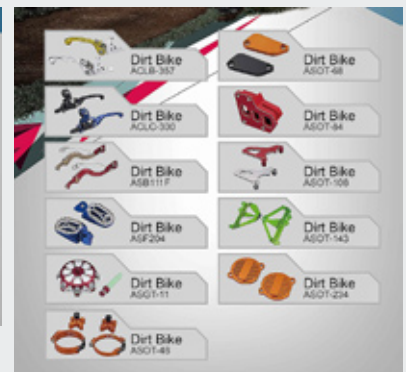 Dirt Bike
ACLB-357
Dirt Bike
ASOT-68
Dirt Bike
ACLC-330
Dirt Bike
ASOT-84
Dirt Bike
ASB111F
Dirt Bike
ASOT-108
Dirt Bike
ASF204
Dirt Bike
ASOT-143
Dirt Bike
ASGT-11
Dirt Bike
ASOT-234
Dirt Bike
ASOT-45